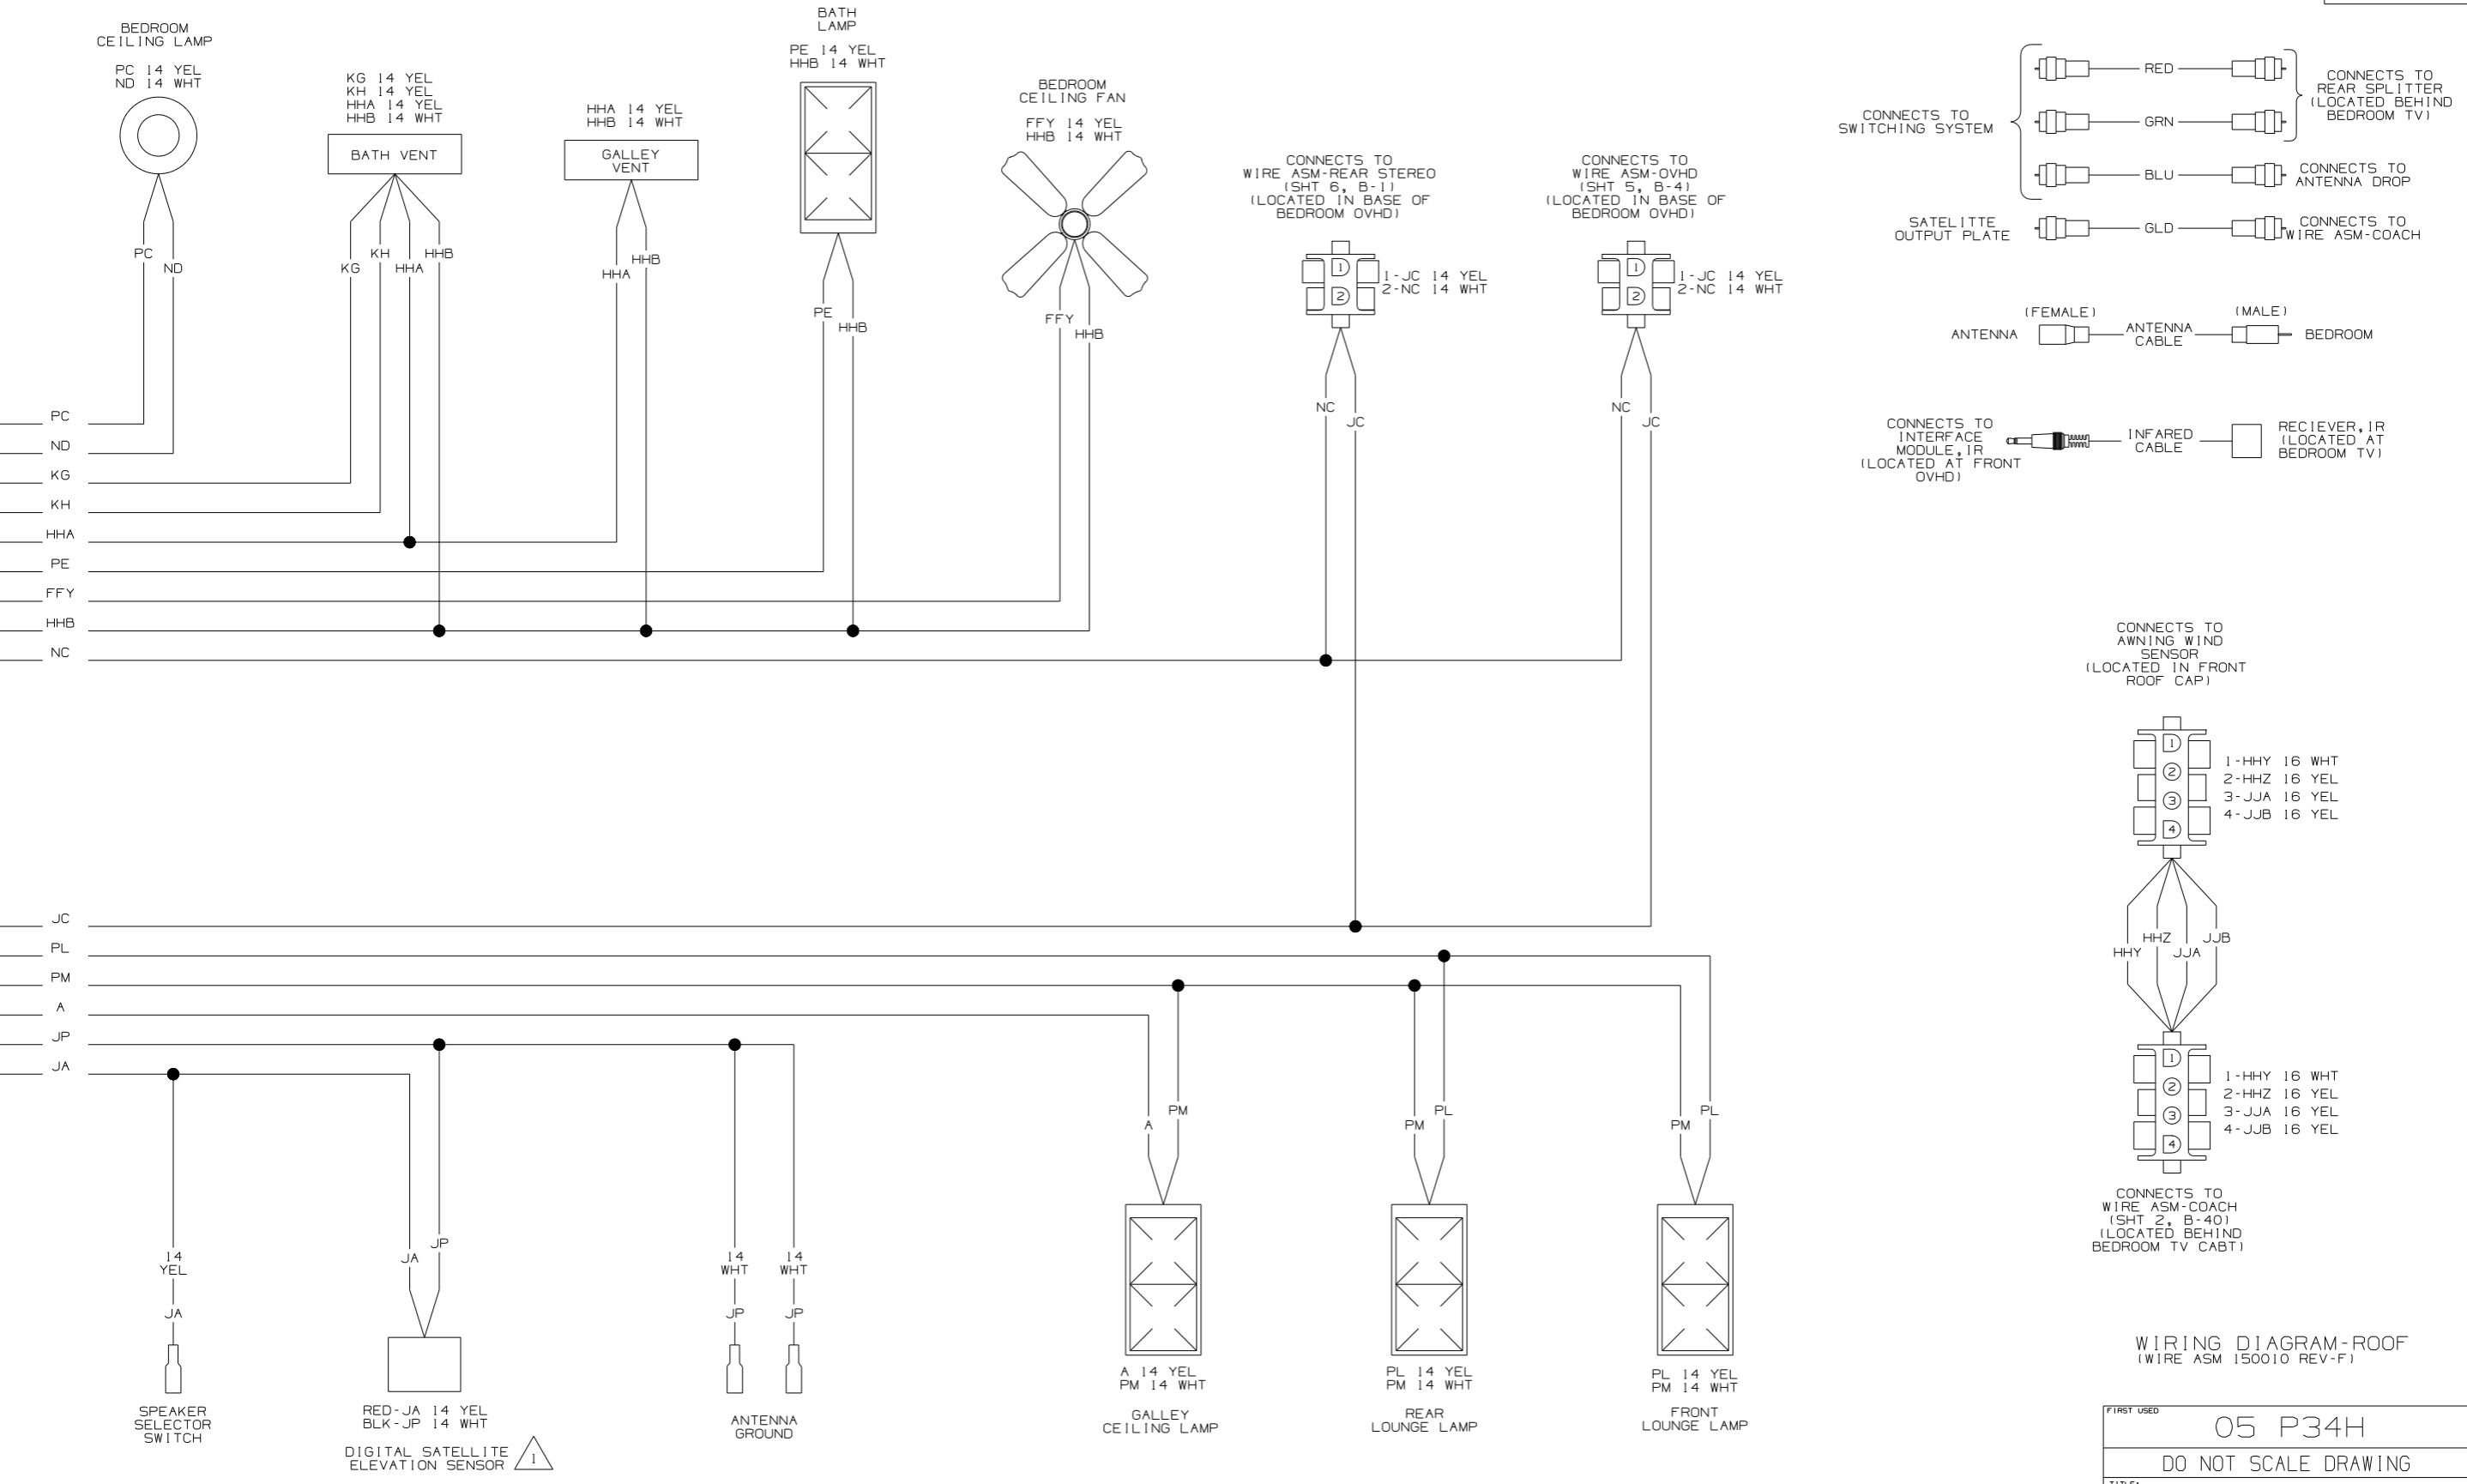 BEDROOM
CEILING LAMP
PC 14 YEL
ND 14 WHT
PC
ND
KG 14 YEL
KH 14 YEL
HHA 14 YEL
HHB 14 WHT
BATH VENT
KG
KH
HHA
HHB
HHA 14 YEL
HHB 14 WHT
GALLEY
VENT
HHA
HHB
BATH
LAMP
PE 14 YEL
HHB 14 WHT
PE
HHB
BEDROOM
CEILING FAN
FFY 14 YEL
HHB 14 WHT
FFY
HHB
CONNECTS TO
WIRE ASM-REAR STEREO
(SHT 6, B-1)
(LOCATED IN BASE OF
BEDROOM OVHD)
1
2
1-JC 14 YEL
2-NC 14 WHT
NC
JC
CONNECTS TO
WIRE ASM-OVHD
(SHT 5, B-4)
(LOCATED IN BASE OF
BEDROOM OVHD)
1
2
1-JC 14 YEL
2-NC 14 WHT
NC
JC
CONNECTS TO
SWITCHING SYSTEM
RED
GRN
CONNECTS TO
REAR SPLITTER
(LOCATED BEHIND
BEDROOM TV)
BLU
CONNECTS TO
ANTENNA DROP
SATELITTE
OUTPUT PLATE
GLD
CONNECTS TO
WIRE ASM-COACH
(FEMALE)
(MALE)
ANTENNA
ANTENNA
CABLE
BEDROOM
CONNECTS TO
INTERFACE
MODULE,IR
(LOCATED AT FRONT
OVHD)
INFARED
CABLE
RECIEVER,IR
(LOCATED AT
BEDROOM TV)
PC
ND
KG
KH
HHA
PE
FFY
HHB
NC
JC
PL
PM
A
JP
JA
14
YEL
JA
SPEAKER
SELECTOR
SWITCH
JA
JP
RED-JA 14 YEL
BLK-JP 14 WHT
DIGITAL SATELLITE
ELEVATION SENSOR
1
14
WHT
JP
14
WHT
JP
ANTENNA
GROUND
A
PM
A 14 YEL
PM 14 WHT
GALLEY
CEILING LAMP
PM
PL
PL 14 YEL
PM 14 WHT
REAR
LOUNGE LAMP
PM
PL
PL 14 YEL
PM 14 WHT
FRONT
LOUNGE LAMP
CONNECTS TO
AWNING WIND
SENSOR
(LOCATED IN FRONT
ROOF CAP)
1
2
3
4
1-HHY 16 WHT
2-HHZ 16 YEL
3-JJA 16 YEL
4-JJB 16 YEL
HHY
HHZ
JJA
JJB
1
2
3
4
1-HHY 16 WHT
2-HHZ 16 YEL
3-JJA 16 YEL
4-JJB 16 YEL
CONNECTS TO
WIRE ASM-COACH
(SHT 2, B-40)
(LOCATED BEHIND
BEDROOM TV CABT)
WIRING DIAGRAM-ROOF
(WIRE ASM 150010 REV-F)
FIRST USED
05 P34H
DO NOT SCALE DRAWING